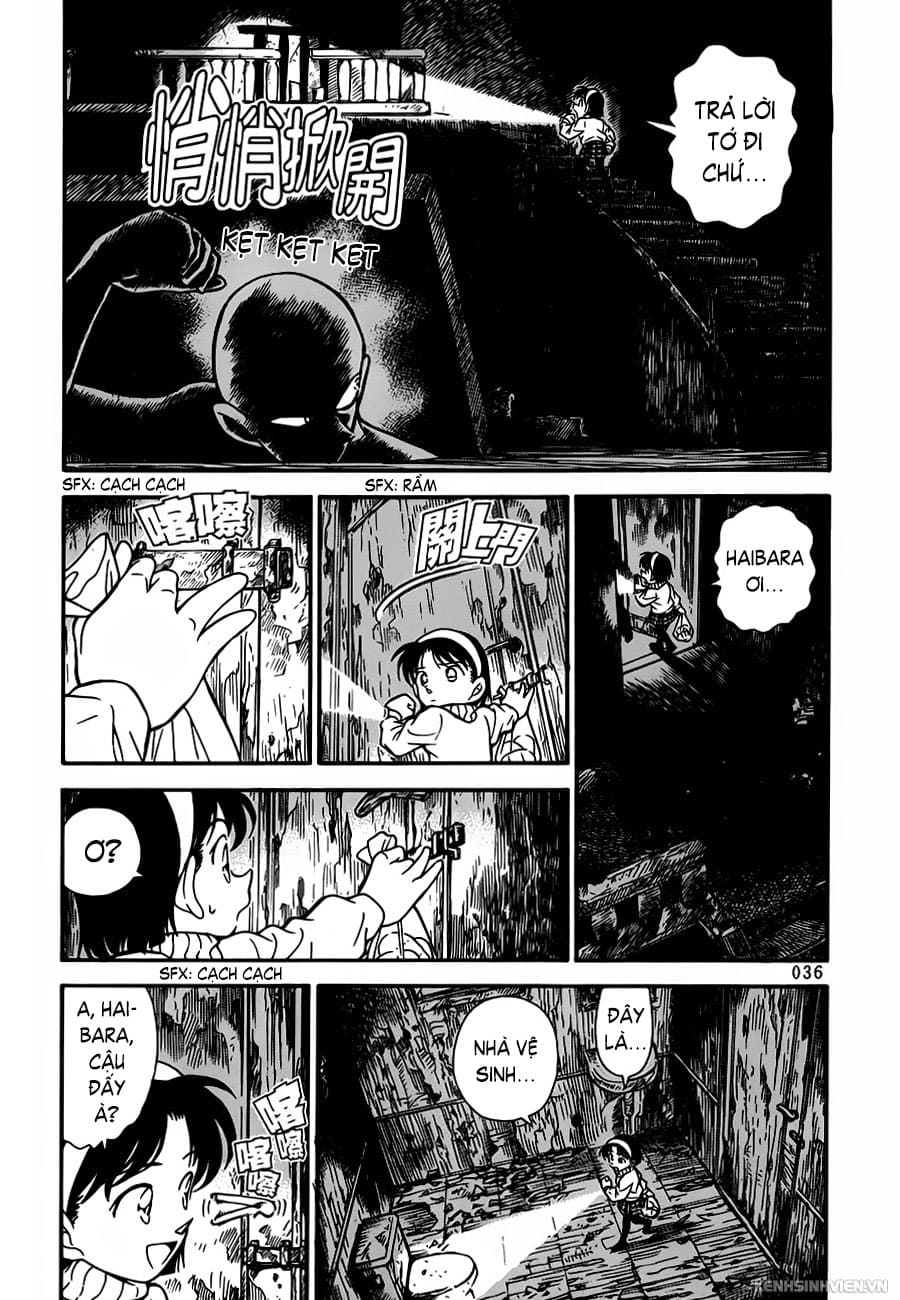 TRẢ LỜI
TỚ ĐI
CHỨ...
悄悄掀開
KẸT KẸT KẸT
SFX: CẠCH CẠCH
SFX: RẦM
HAIBARA
ƠI...
關上門
喀嚓
Ơ?
036
SFX: CẠCH CẠCH
ĐÂY
LÀ...
NHÀ VỆ
SINH...
A, HAI-
BARA,
CẬU
ĐẤY
À?
喀嚓
喀嚓
KENHSINHVIEN.VN